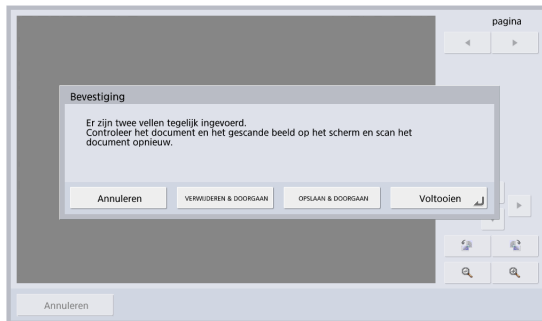 pagina
Bevestiging
Er zijn twee vellen tegelijk ingevoerd.
Controleer het document en het gescande beeld op het scherm en scan het
document opnieuw.
Annuleren
VERWIJDEREN & DOORGAAN
OPSLAAN & DOORGAAN
Voltooien
Annuleren